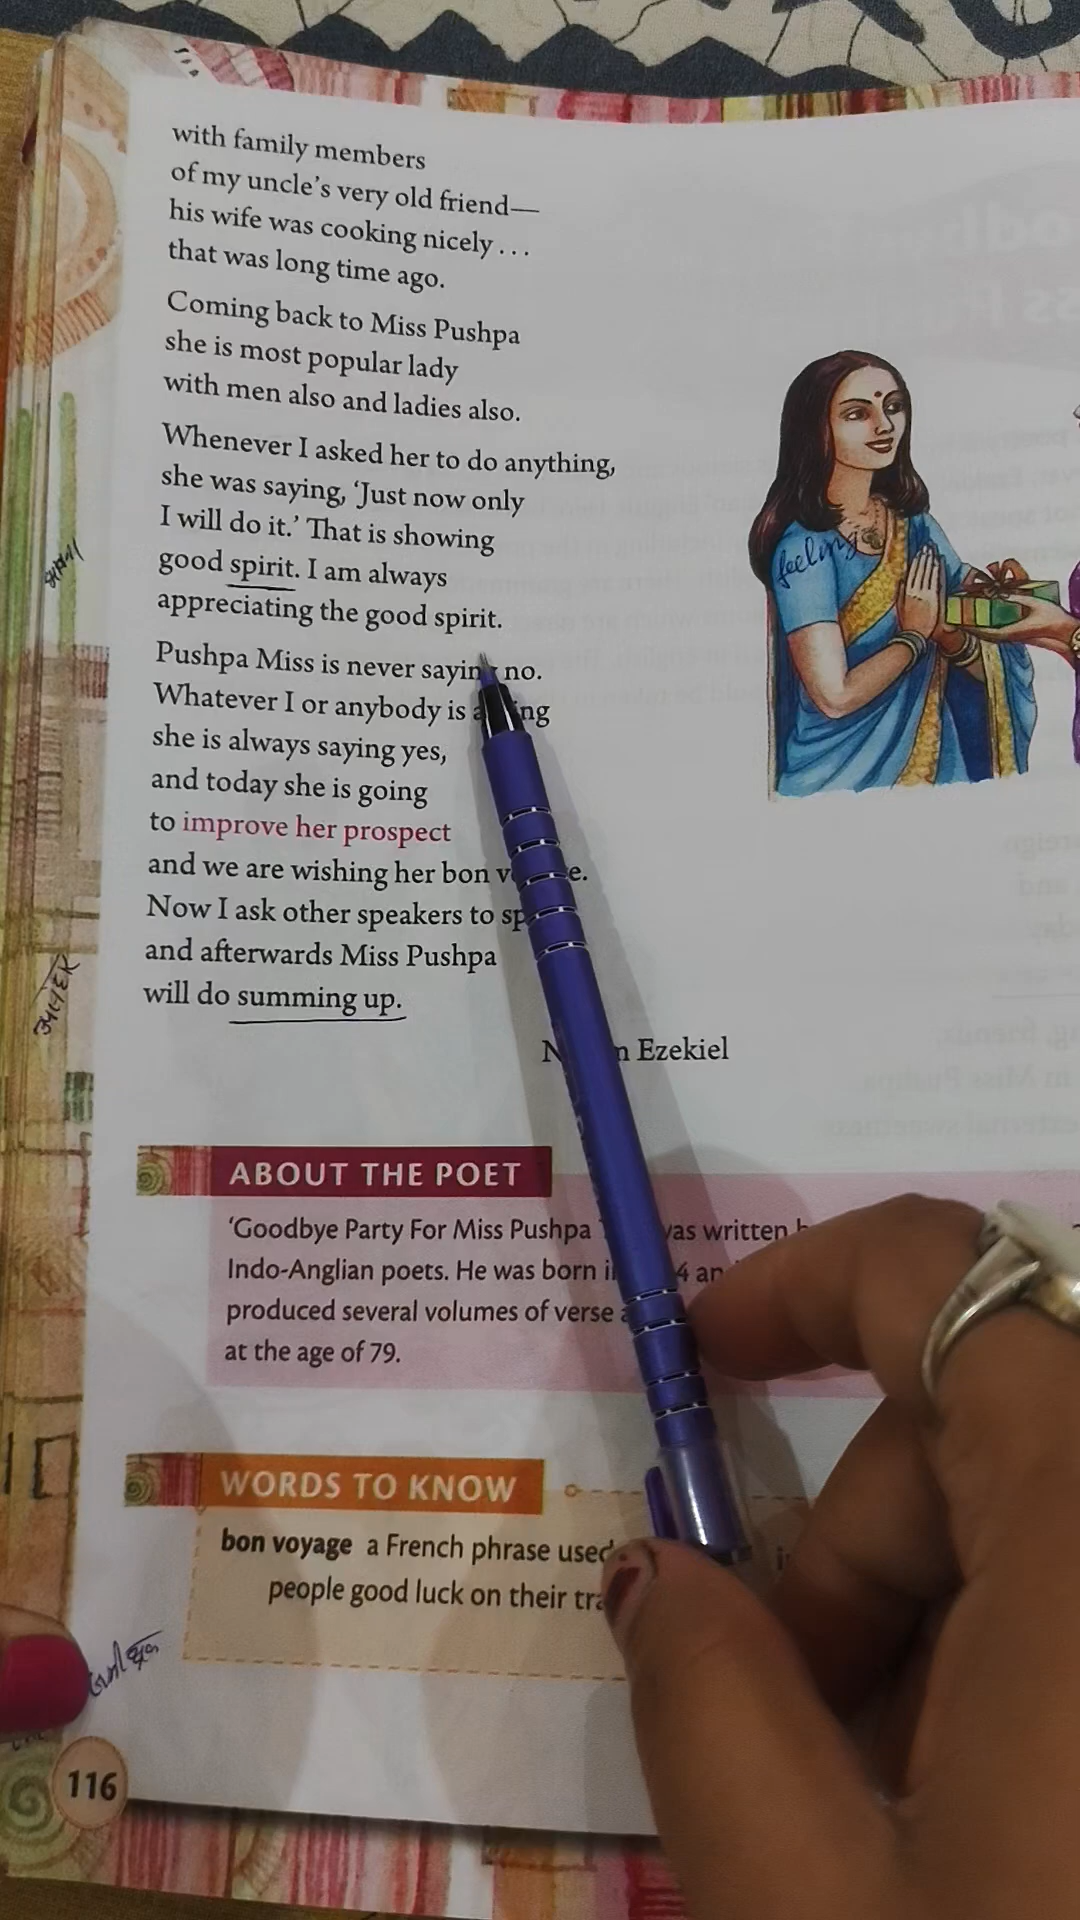 with family members
of my uncle's very old friend—
his wife was cooking nicely . . .
that was long time ago.
Coming back to Miss Pushpa
she is most popular lady
with men also and ladies also.
Whenever I asked her to do anything,
she was saying, 'Just now only
I will do it.' That is showing
good spirit. I am always
appreciating the good spirit.
Pushpa Miss is never saying no.
Whatever I or anybody is
she is always saying yes,
and today she is going
to improve her prospect
and we are wishing her bon
Now I ask other speakers to
and afterwards Miss Pushpa
will do summing up.
Ezekiel
feeling
ABOUT THE POET
'Goodbye Party For Miss Pushpa was written
Indo-Anglian poets. He was born
produced several volumes of verse
at the age of 79.
WORDS TO KNOW
bon voyage a French phrase used
people good luck on their
116